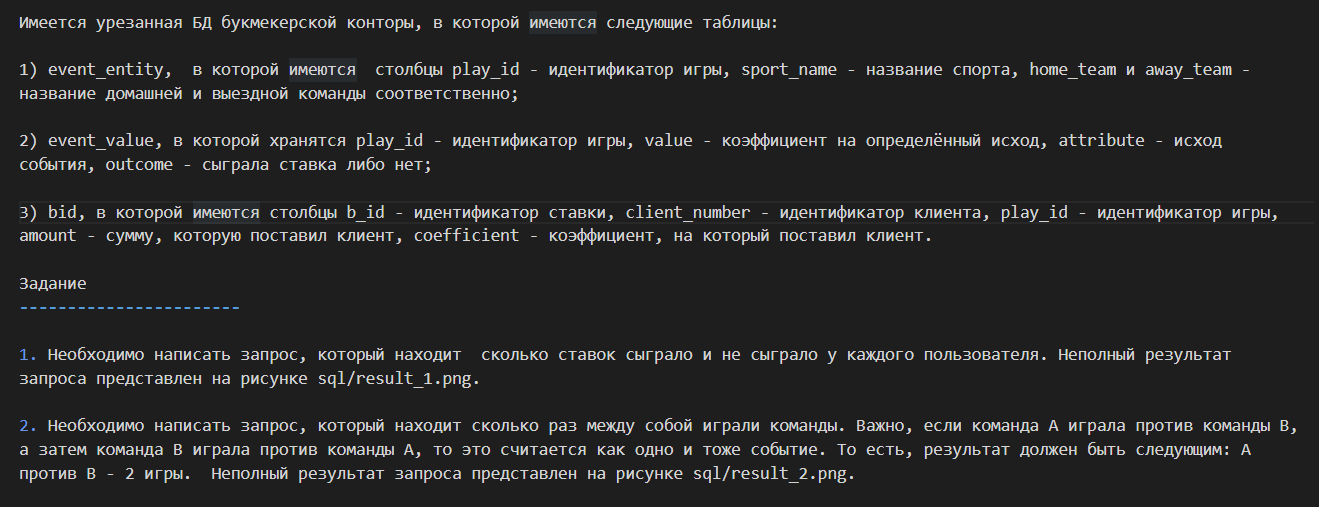 Имеется урезанная БД букмекерской конторы, в которой имеются следующие таблицы:
1) event_entity,  в которой имеются  столбцы play_id - идентификатор игры, sport_name - название спорта, home_team и away_team -
название домашней и выездной команды соответственно;
2) event_value, в которой хранятся play_id - идентификатор игры, value - коэффициент на определённый исход, attribute - исход
события, outcome - сыграла ставка либо нет;
3) bid, в которой имеются столбцы b_id - идентификатор ставки, client_number - идентификатор клиента, play_id - идентификатор игры,
amount - сумму, которую поставил клиент, coefficient - коэффициент, на который поставил клиент.
Задание
-----------------------
1. Необходимо написать запрос, который находит  сколько ставок сыграло и не сыграло у каждого пользователя. Неполный результат
запроса представлен на рисунке sql/result_1.png.
2. Необходимо написать запрос, который находит сколько раз между собой играли команды. Важно, если команда А играла против команды В,
а затем команда В играла против команды А, то это считается как одно и тоже событие. То есть, результат должен быть следующим: А
против В - 2 игры.  Неполный результат запроса представлен на рисунке sql/result_2.png.